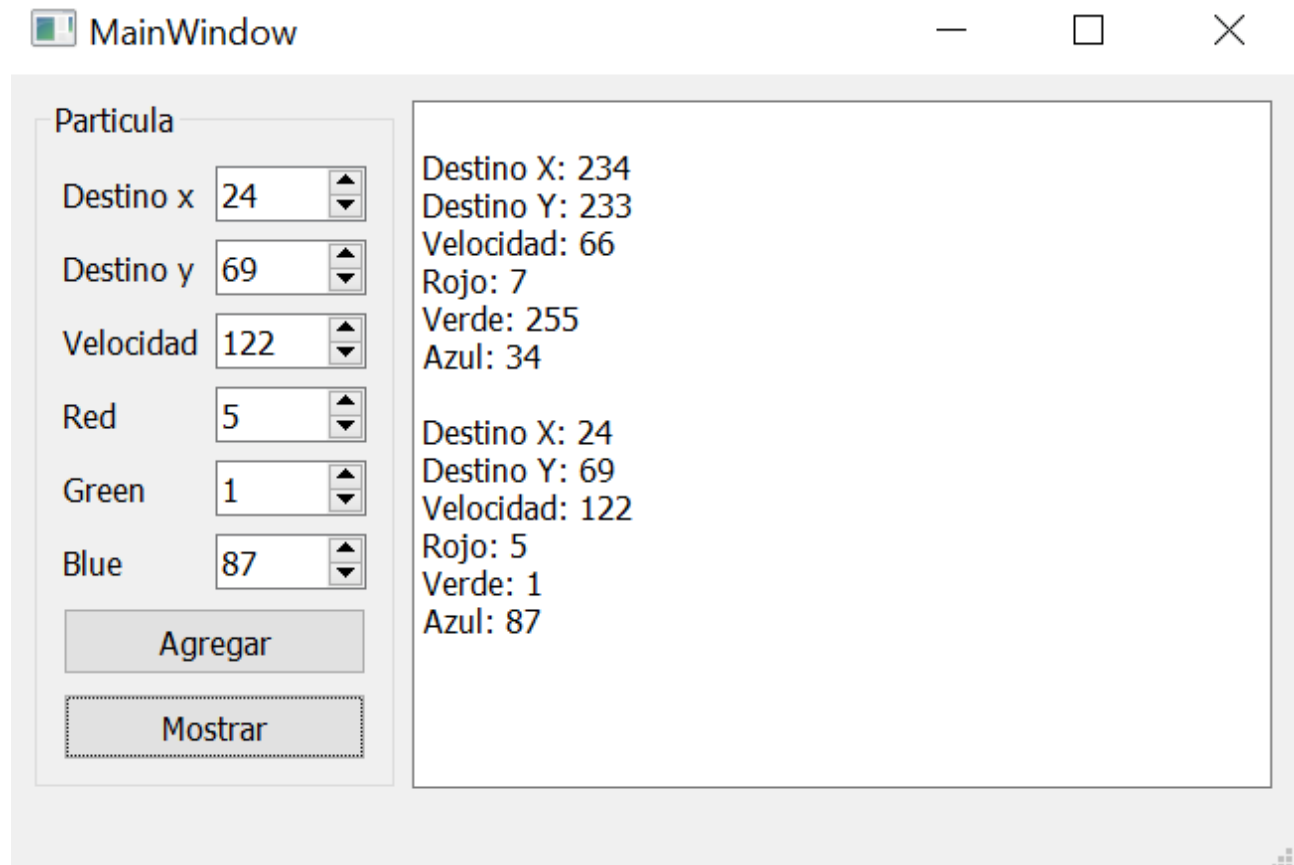 MainWindow
Particula
Destino x 24
Destino y 69
Velocidad 122
Red 5
Green 1
Blue 87
Agregar
Mostrar
Destino X: 234
Destino Y: 233
Velocidad: 66
Rojo: 7
Verde: 255
Azul: 34
Destino X: 24
Destino Y: 69
Velocidad: 122
Rojo: 5
Verde: 1
Azul: 87